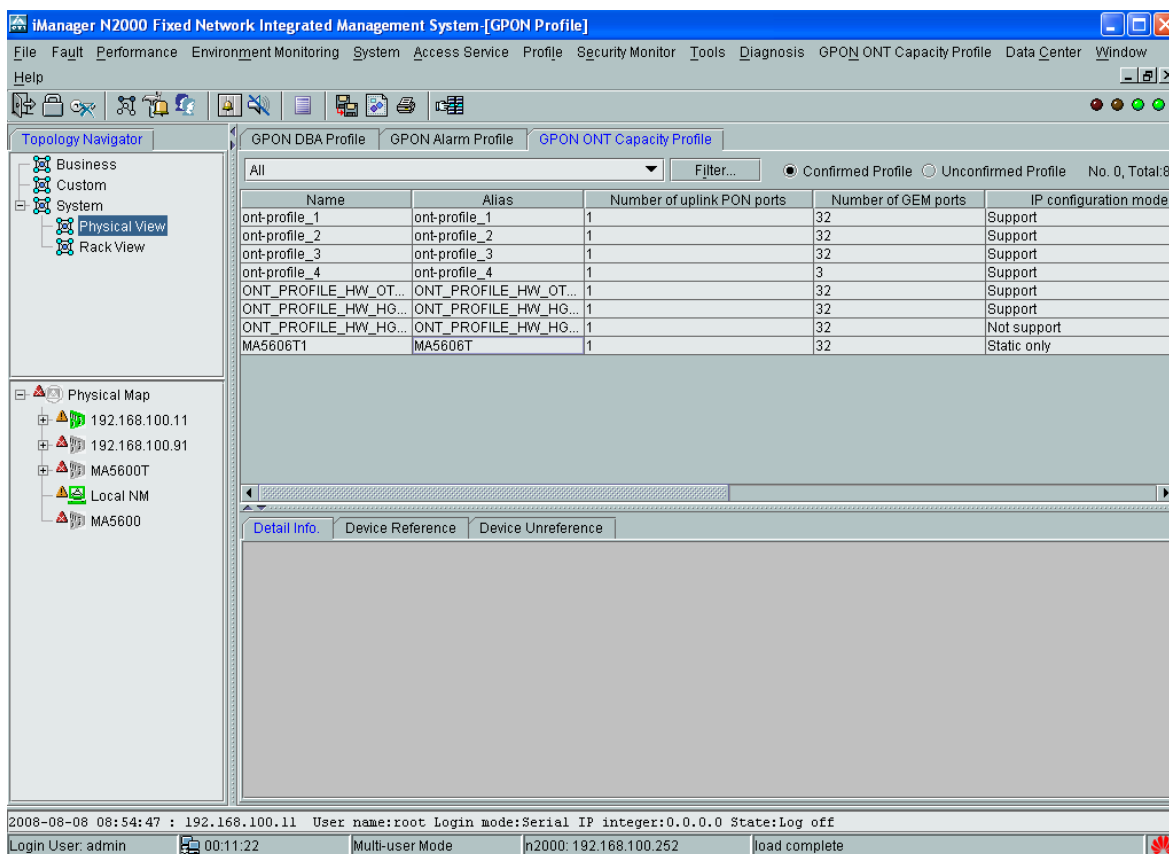 iManager N2000 Fixed Network Integrated Management System-[GPON Profile]
File Fault Performance Environment Monitoring System Access Service Profile Security Monitor Tools Diagnosis GPON ONT Capacity Profile Data Center Window
Help
Topology Navigator
Business
Custom
System
Physical View
Rack View
Physical Map
192.168.100.11
192.168.100.91
MA5600T
Local NM
MA5600
GPON DBA Profile GPON Alarm Profile GPON ONT Capacity Profile
All Filter... Confirmed Profile Unconfirmed Profile No. 0, Total:8
Name Alias Number of uplink PON ports Number of GEM ports IP configuration mode
ont-profile_1 ont-profile_1 1 32 Support
ont-profile_2 ont-profile_2 1 32 Support
ont-profile_3 ont-profile_3 1 32 Support
ont-profile_4 ont-profile_4 1 3 Support
ONT_PROFILE_HW_OT... ONT_PROFILE_HW_OT... 1 32 Support
ONT_PROFILE_HW_HG... ONT_PROFILE_HW_HG... 1 32 Support
ONT_PROFILE_HW_HG... ONT_PROFILE_HW_HG... 1 32 Not support
MA5606T1 MA5606T 1 32 Static only
Detail Info. Device Reference Device Unreference
2008-08-08 08:54:47 : 192.168.100.11 User name:root Login mode:Serial IP integer:0.0.0.0 State:Log off
Login User: admin 00:11:22 Multi-user Mode n2000: 192.168.100.252 load complete